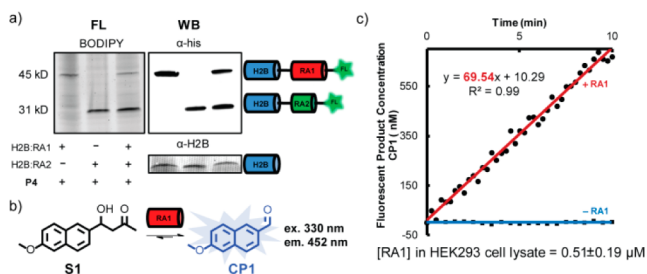 a)
FL
WB
BODIPY
α-his
45 kD
31 kD
H2B
RA1
FL
H2B
RA2
FL
α-H2B
H2B
H2B:RA1 + − +
H2B:RA2 − + +
P4 + + +
b)
OH O
RA1
O
O
O
ex. 330 nm
em. 452 nm
S1
CP1
c)
Time (min)
0 5 10
Fluorescent Product Concentration
CP1 ( nM)
650
450
250
150
-50
y = 69.54x + 10.29
R² = 0.99
+ RA1
− RA1
[RA1] in HEK293 cell lysate = 0.51±0.19 µM